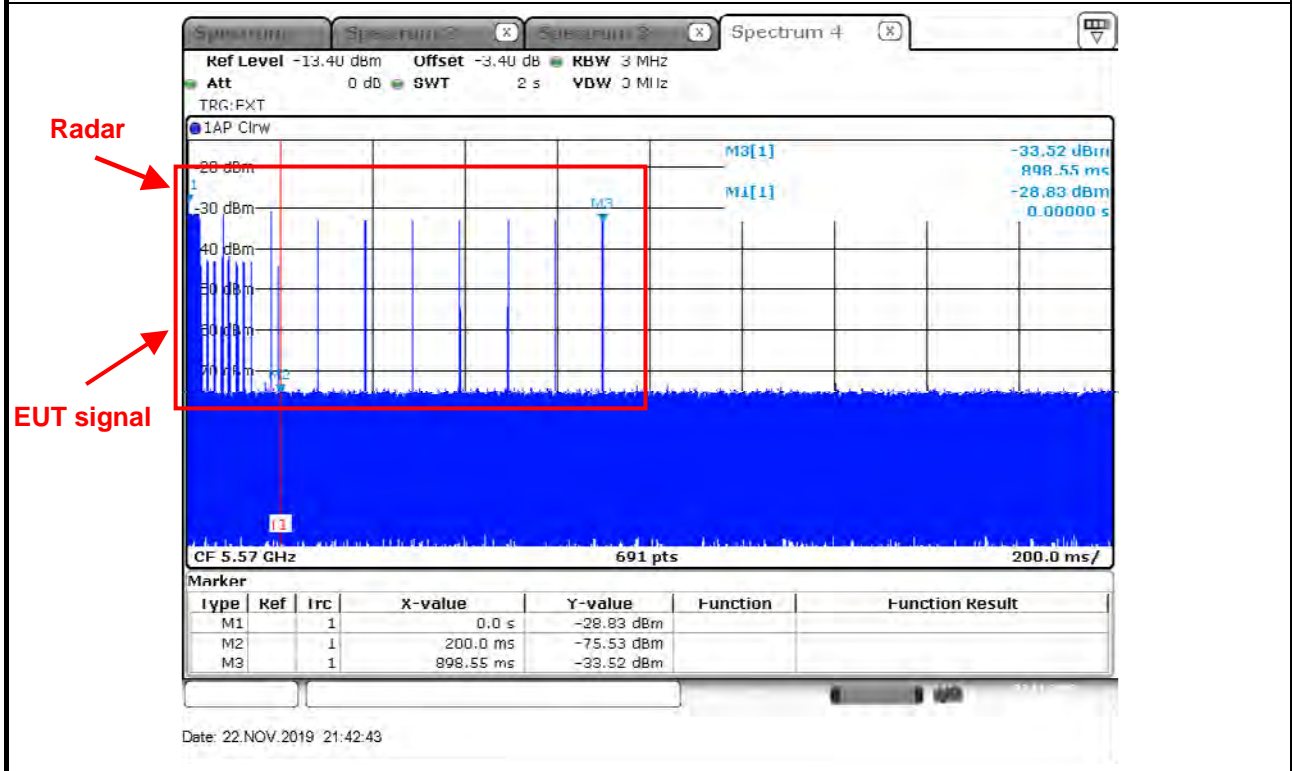 Spectrum 4
Ref Level -13.40 dBm Offset -3.40 dB RBW 3 MHz
Att 0 dB SWT 2 s VBW 3 MHz
TRG:EXT
1AP Clrw
Radar
M3[1] -33.52 dBm
898.55 ms
M1[1] -28.83 dBm
0.00000 s
-20 dBm
-30 dBm
M3
EUT signal
CF 5.57 GHz 691 pts 200.0 ms/
Marker
Type Ref Trc X-value Y-value Function Function Result
M1 1 0.0 s -28.83 dBm
M2 1 200.0 ms -75.53 dBm
M3 1 898.55 ms -33.52 dBm
Date: 22.NOV.2019 21:42:43